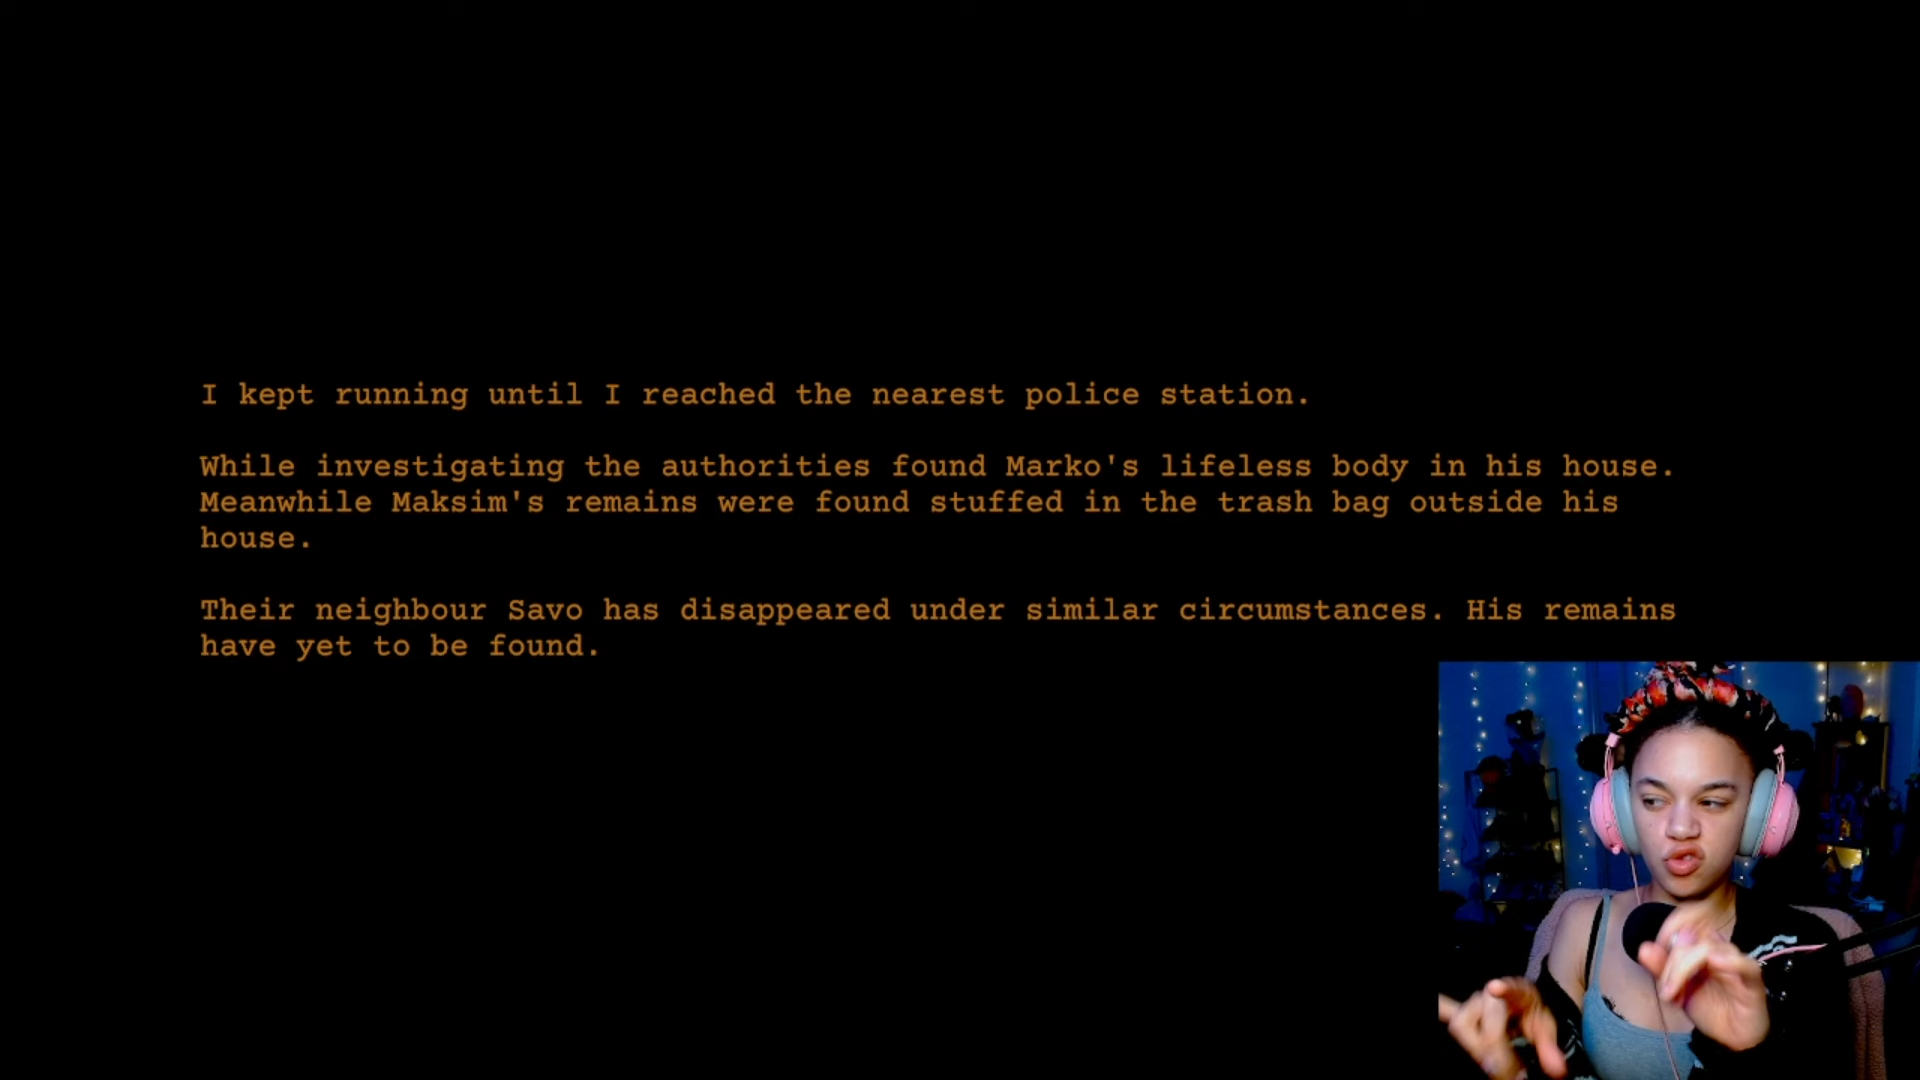 I kept running until I reached the nearest police station.
While investigating the authorities found Marko's lifeless body in his house.
Meanwhile Maksim's remains were found stuffed in the trash bag outside his
house.
Their neighbour Savo has disappeared under similar circumstances. His remains
have yet to be found.